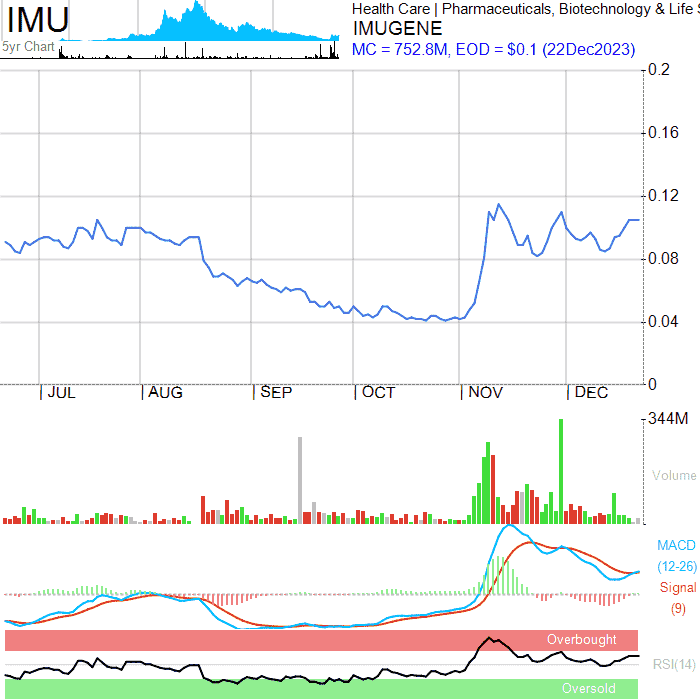 IMU
5yr Chart
Health Care | Pharmaceuticals, Biotechnology & Life S
IMUGENE
MC = 752.8M, EOD = $0.1 (22Dec2023)
0.2
0.16
0.12
0.08
0.04
0
JUL AUG SEP OCT NOV DEC
344M
Volume
MACD
(12-26)
Signal
(9)
Overbought
RSI(14)
Oversold